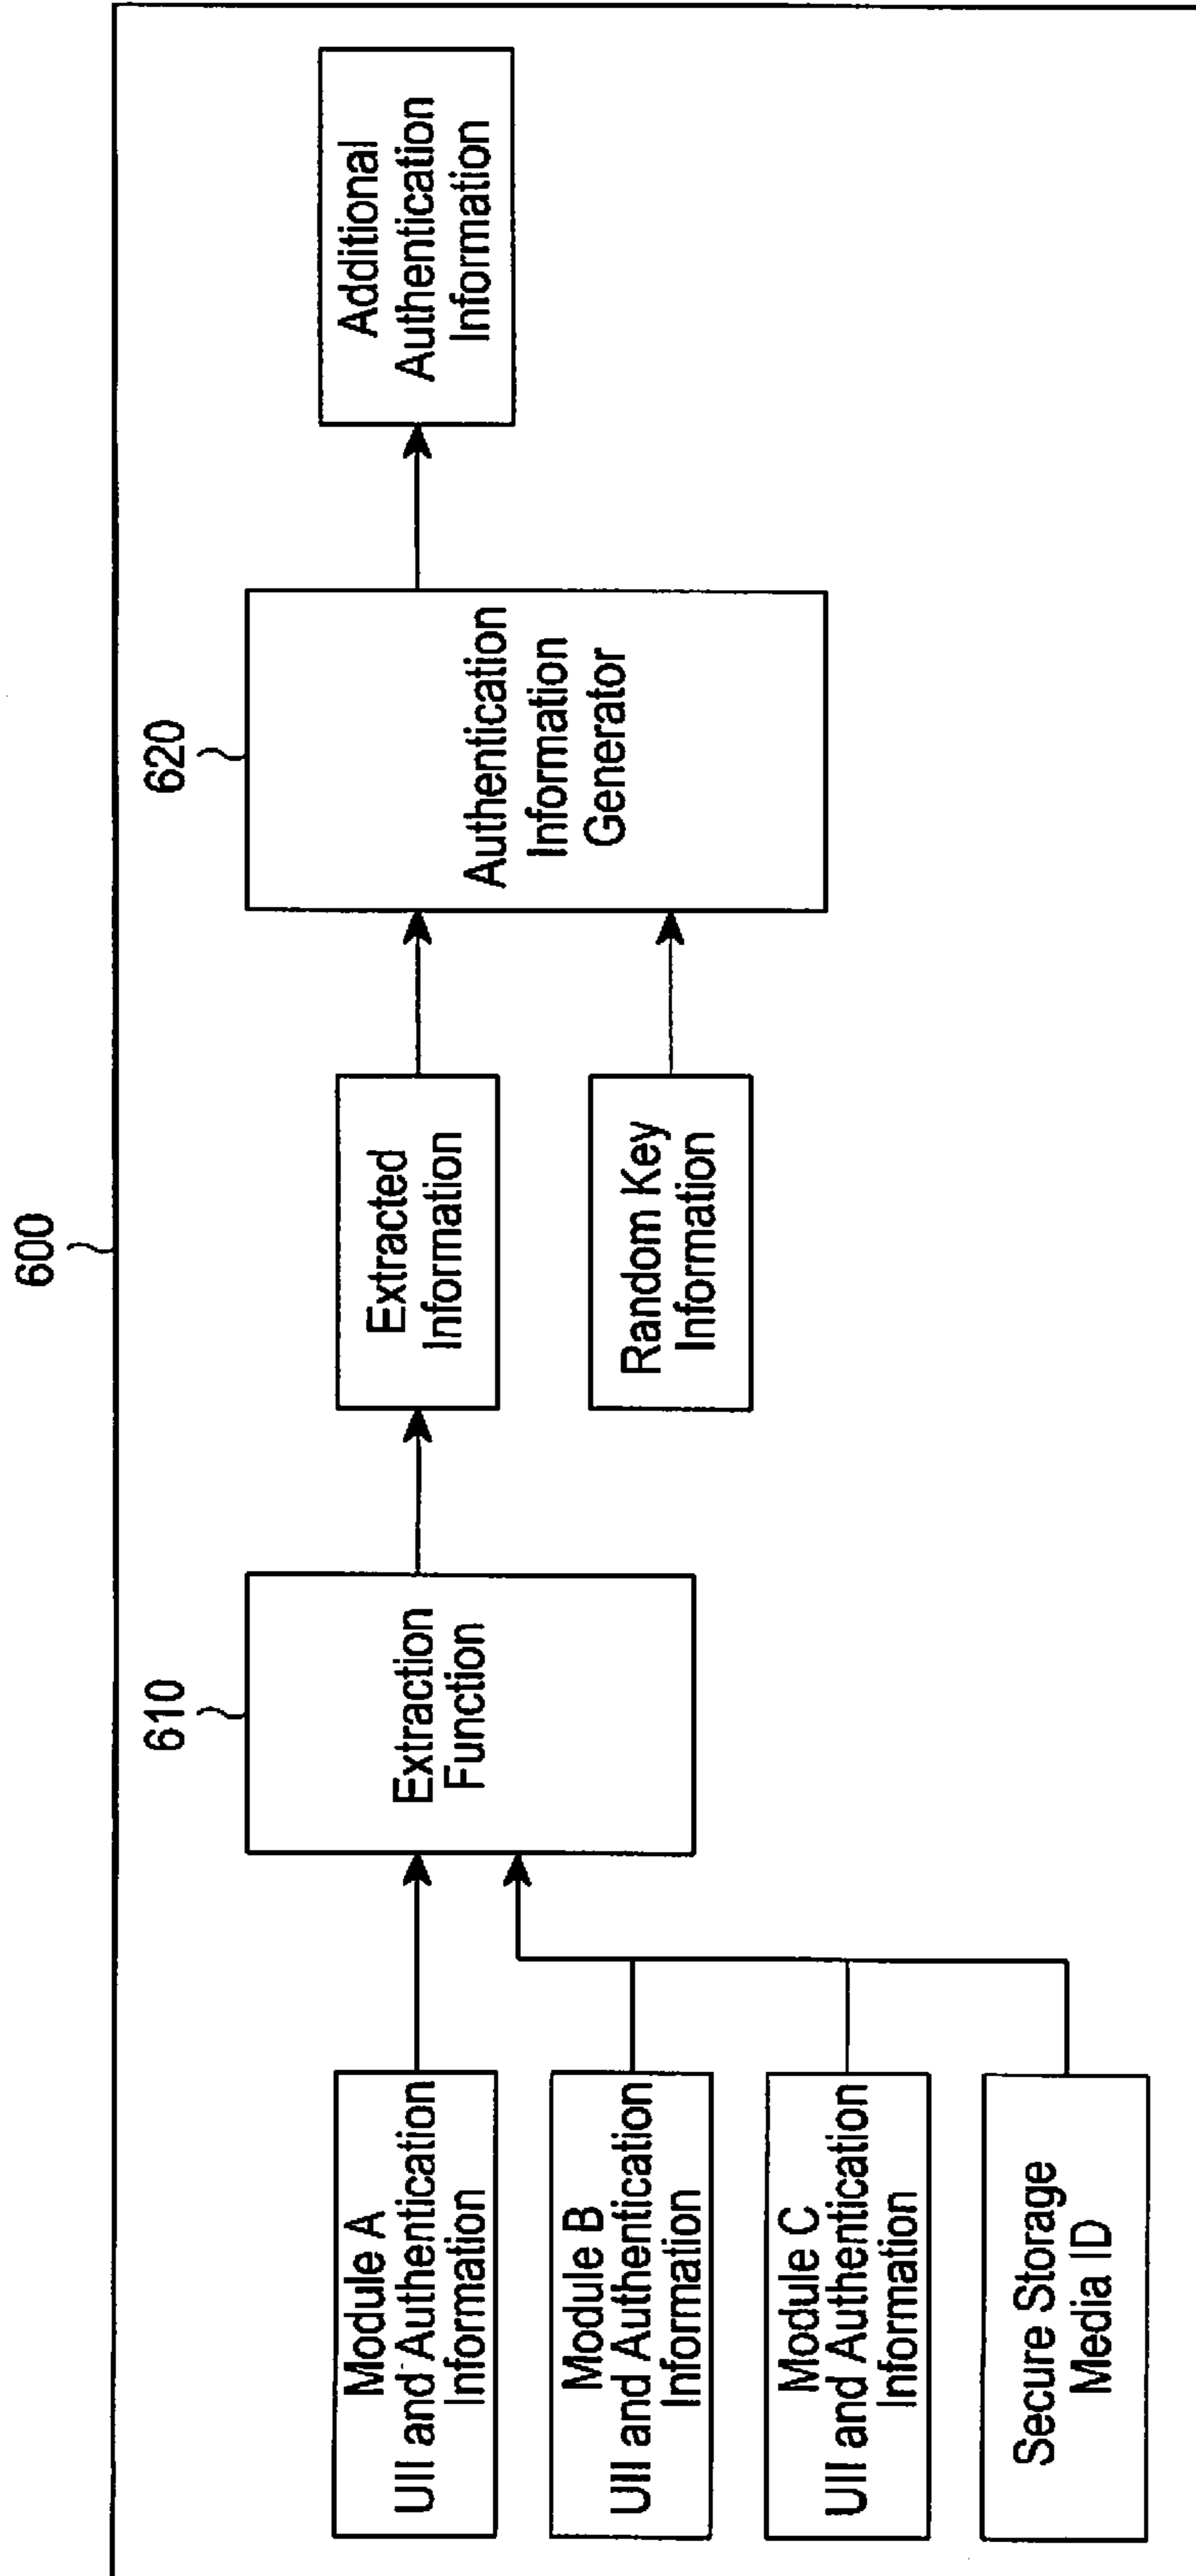 600
610
620
Module A
UII and Authentication
Information
Module B
UII and Authentication
Information
Module C
UII and Authentication
Information
Secure Storage
Media ID
Extraction
Function
Extracted
Information
Random Key
Information
Authentication
Information
Generator
Additional
Authentication
Information